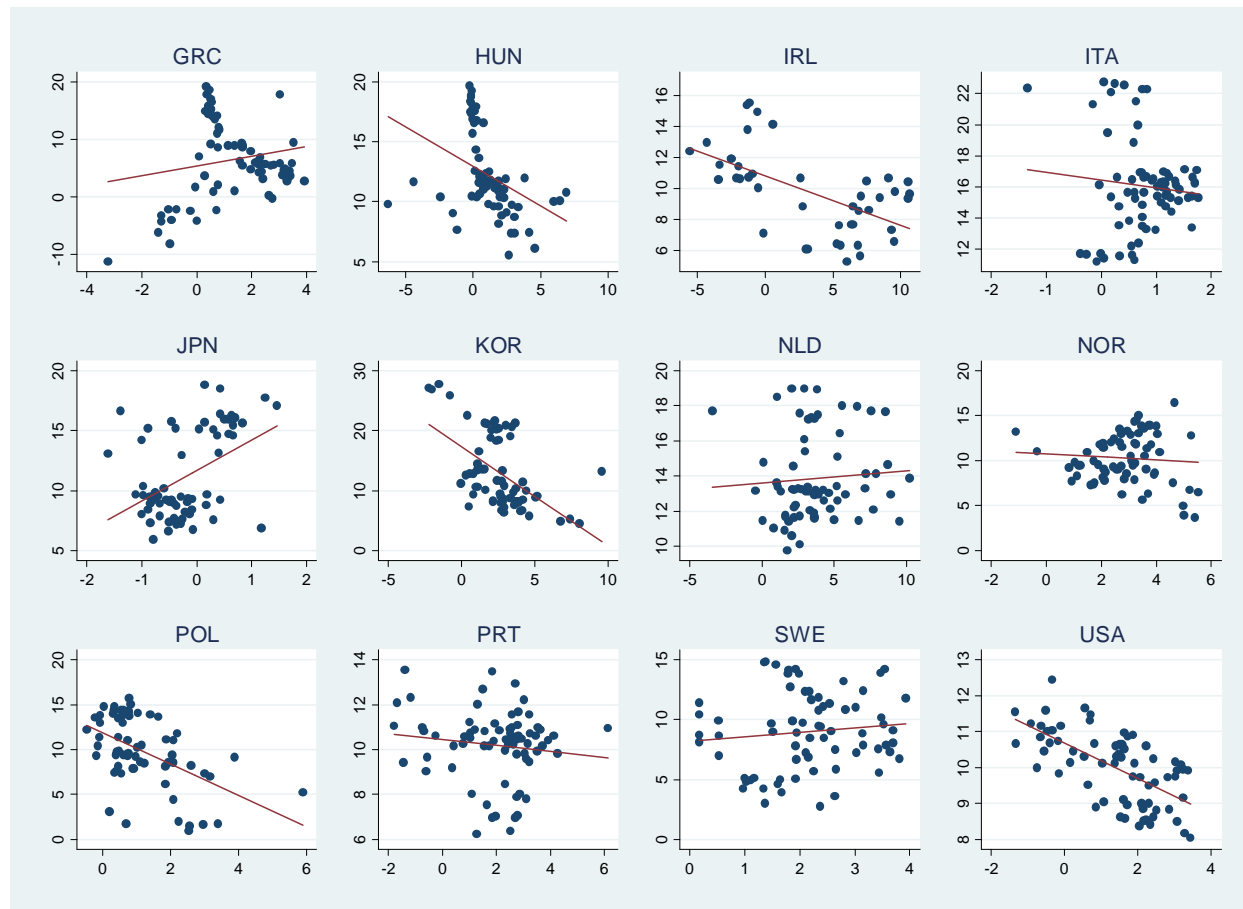 GRC HUN IRL ITA
20 20 16 22
10 15 14 20
0 10 12 18
-10 5 10 16
8 14
6 12
-4 -2 0 2 4 -5 0 5 10 -5 0 5 10 -2 -1 0 1 2
JPN KOR NLD NOR
20 30 20 20
15 20 18 15
10 10 16 10
5 0 14 5
12 0
10
-2 -1 0 1 2 -5 0 5 10 -5 0 5 10 -2 0 2 4 6
POL PRT SWE USA
20 14 15 13
15 12 10 12
10 10 5 11
5 8 0 10
0 6 9
8
0 2 4 6 -2 0 2 4 6 0 1 2 3 4 -2 0 2 4